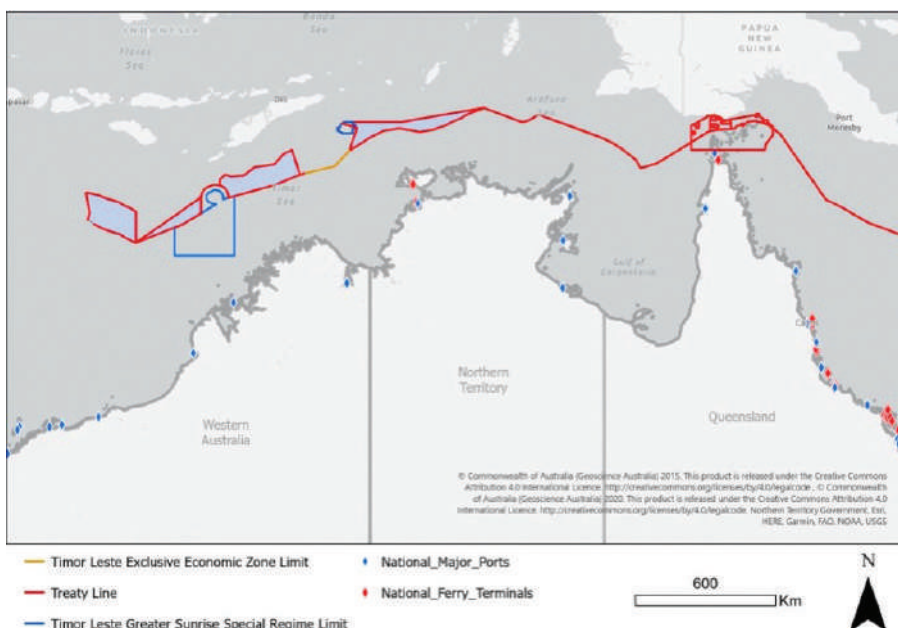 INDONESIA
Banda
Sea
PAPUA
NEW
GUINEA
Flores
Sea
Dili
Arafura
Sea
Port
Moresby
Timor
Sea
Gulf of
Carpentaria
Cairns
Northern
Territory
Western
Australia
Queensland
© Commonwealth of Australia (Geoscience Australia) 2015. This product is released under the Creative Commons
Attribution 4.0 International Licence. http://creativecommons.org/licenses/by/4.0/legalcode , © Commonwealth
of Australia (Geoscience Australia) 2020. This product is released under the Creative Commons Attribution 4.0
International Licence. http://creativecommons.org/licenses/by/4.0/legalcode. Northern Territory Government, Esri,
HERE, Garmin, FAO, NOAA, USGS
Timor Leste Exclusive Economic Zone Limit
National_Major_Ports
N
Treaty Line
National_Ferry_Terminals
600
Km
Timor Leste Greater Sunrise Special Regime Limit